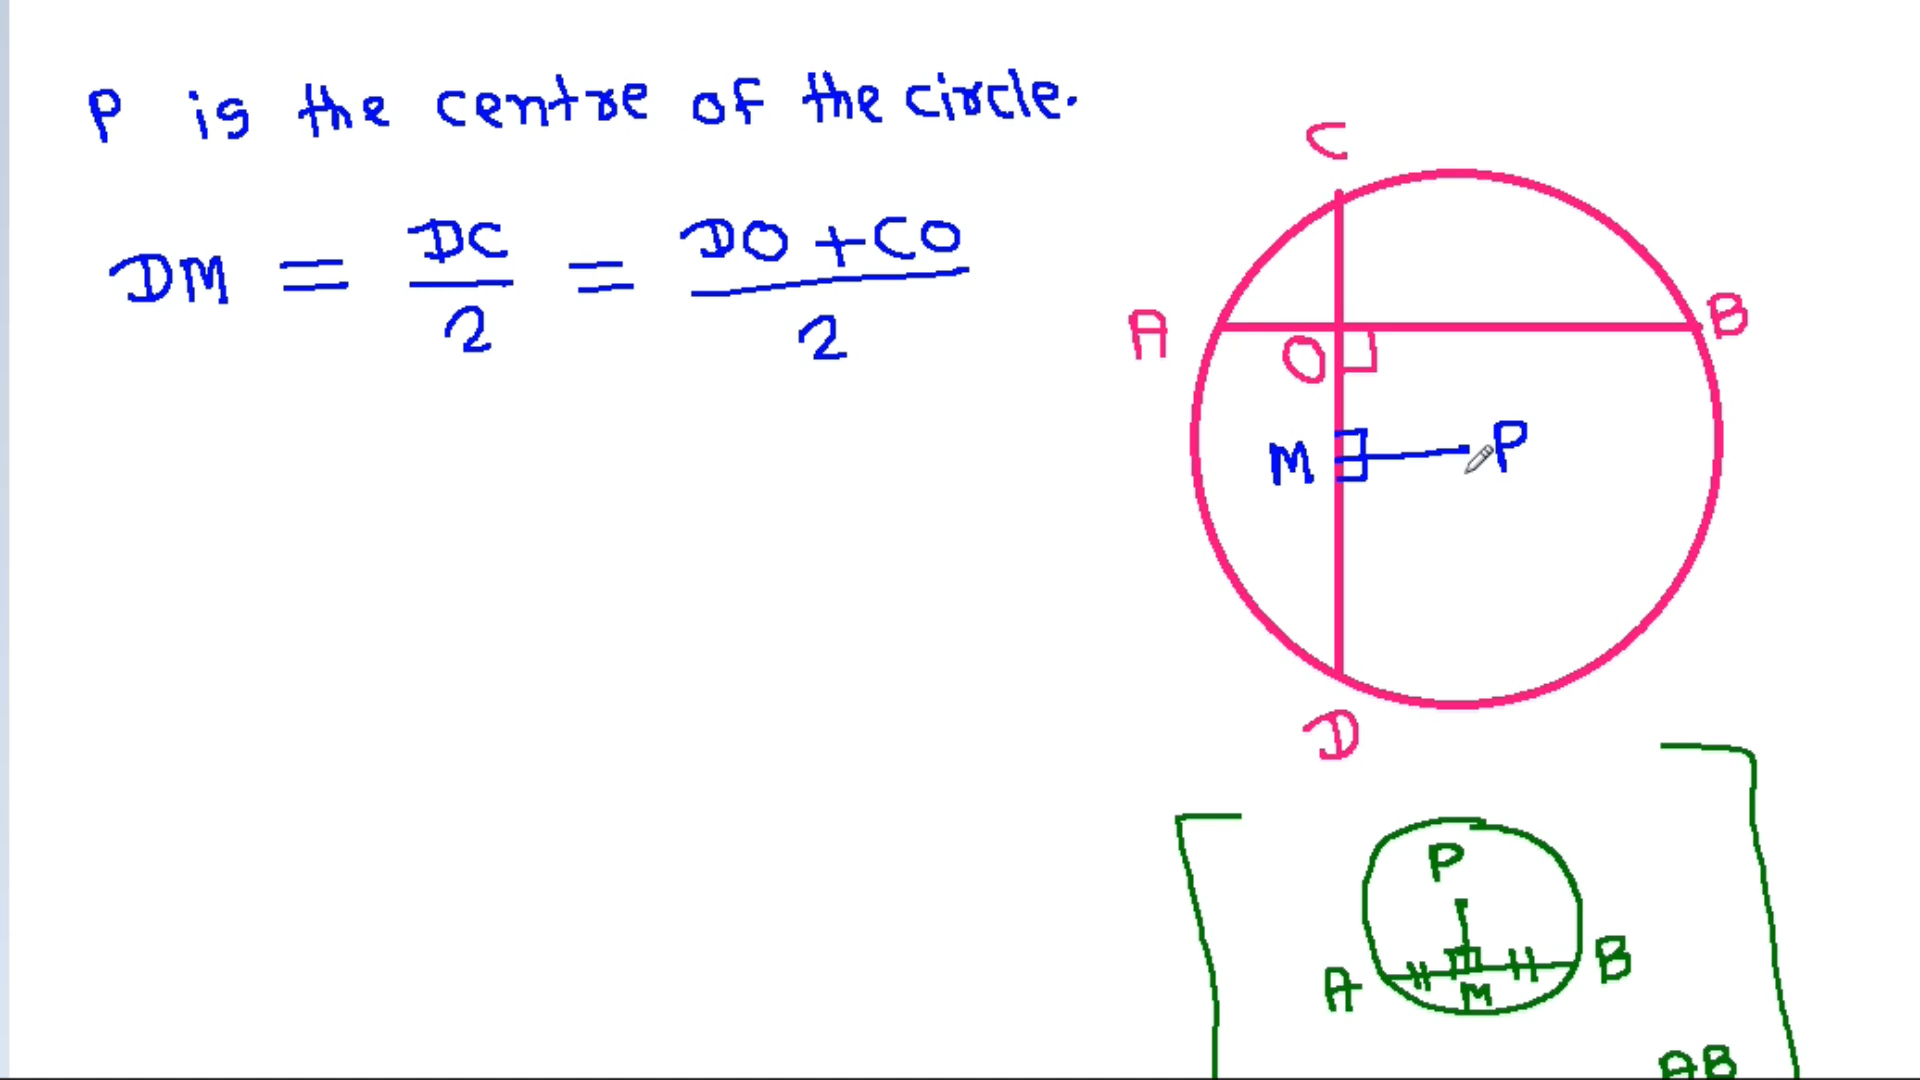 P is the centre of the circle.
DM = DC/2 = DO + CO/2
C
A
B
O
M
P
D
P
A
M
B
AB